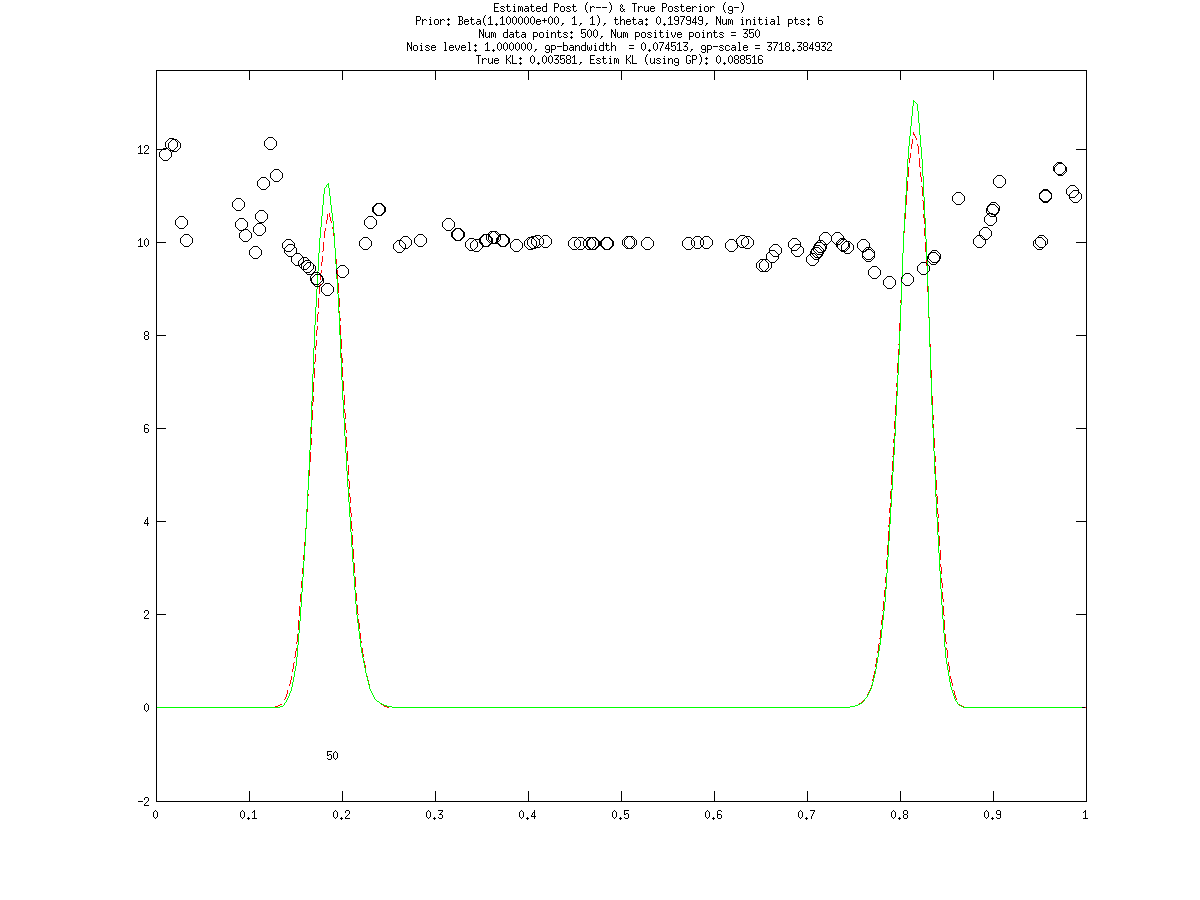 Estimated Post (r--) & True Posterior (g-)
Prior: Beta(1.100000e+00, 1, 1), theta: 0.197949, Num initial pts: 6
Num data points: 500, Num positive points = 350
Noise level: 1.000000, gp-bandwidth  = 0.074513, gp-scale = 3718.384932
True KL: 0.003581, Estim KL (using GP): 0.088516
12
10
8
6
4
2
0
50
-2
0 0.1 0.2 0.3 0.4 0.5 0.6 0.7 0.8 0.9 1